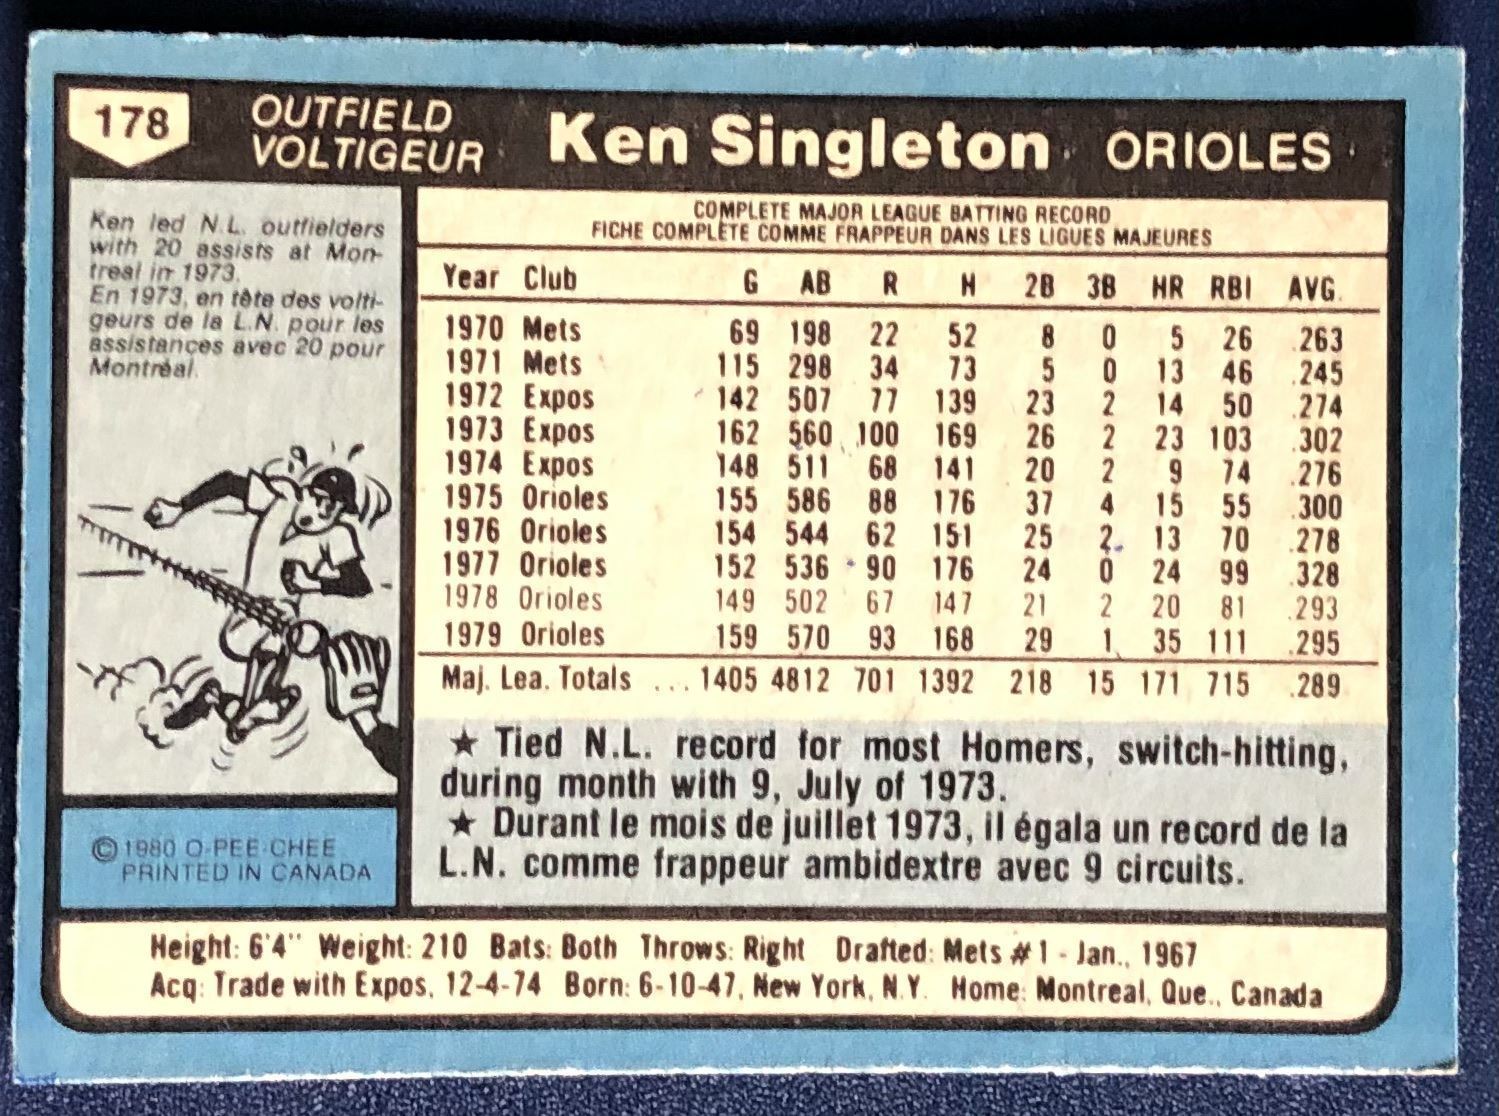 178
OUTFIELD
VOLTIGEUR
Ken Singleton
ORIOLES
Ken led N.L. outfielders
with 20 assists at Mon-
treal in 1973.
En 1973, en tête des volti-
geurs de la L.N. pour les
assistances avec 20 pour
Montréal.
© 1980 O-PEE-CHEE
PRINTED IN CANADA
COMPLETE MAJOR LEAGUE BATTING RECORD
FICHE COMPLÈTE COMME FRAPPEUR DANS LES LIGUES MAJEURES
Year Club G AB R H 2B 3B HR RBI AVG.
1970 Mets 69 198 22 52 8 0 5 26 .263
1971 Mets 115 298 34 73 5 0 13 46 .245
1972 Expos 142 507 77 139 23 2 14 50 .274
1973 Expos 162 560 100 169 26 2 23 103 .302
1974 Expos 148 511 68 141 20 2 9 74 .276
1975 Orioles 155 586 88 176 37 4 15 55 .300
1976 Orioles 154 544 62 151 25 2 13 70 .278
1977 Orioles 152 536 90 176 24 0 24 99 .328
1978 Orioles 149 502 67 147 21 2 20 81 .293
1979 Orioles 159 570 93 168 29 1 35 111 .295
Maj. Lea. Totals ... 1405 4812 701 1392 218 15 171 715 .289
★ Tied N.L. record for most Homers, switch-hitting,
during month with 9, July of 1973.
★ Durant le mois de juillet 1973, il égala un record de la
L.N. comme frappeur ambidextre avec 9 circuits.
Height: 6'4" Weight: 210 Bats: Both Throws: Right Drafted: Mets #1 - Jan., 1967
Acq: Trade with Expos, 12-4-74 Born: 6-10-47, New York, N.Y. Home: Montreal, Que., Canada